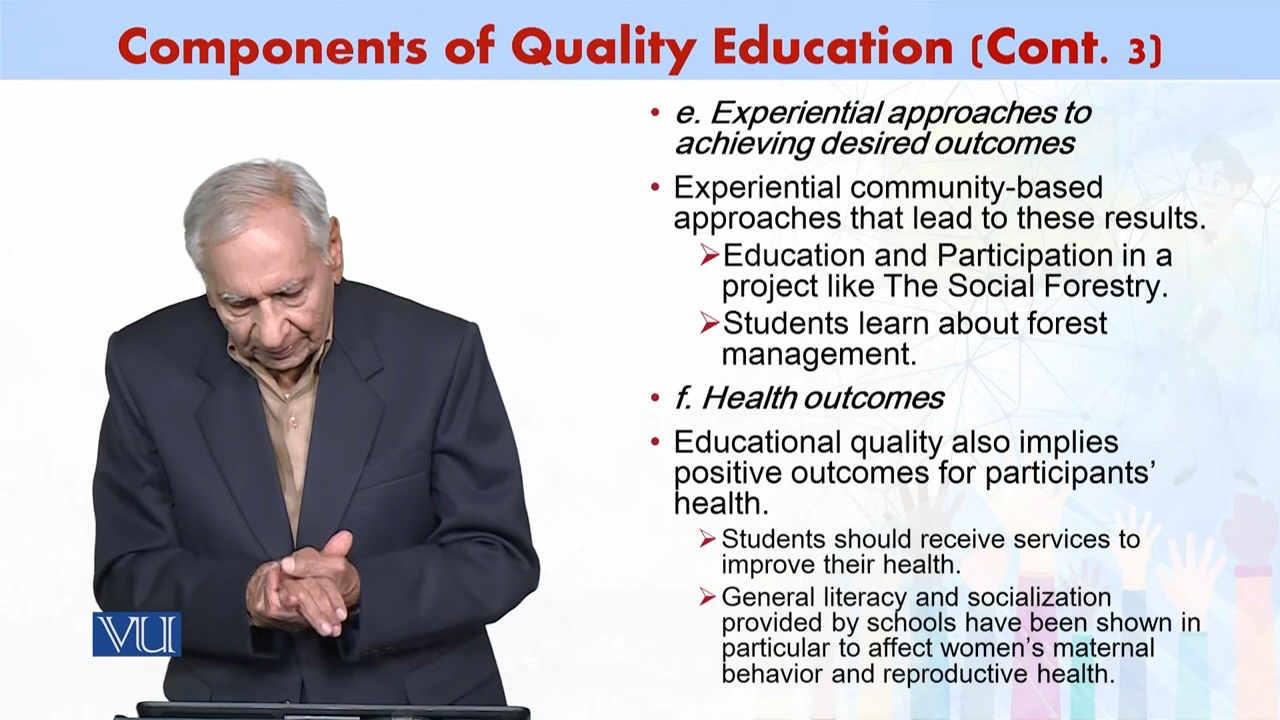 Components of Quality Education (Cont. 3)
• e. Experiential approaches to
achieving desired outcomes
• Experiential community-based
approaches that lead to these results.
➢Education and Participation in a
project like The Social Forestry.
➢Students learn about forest
management.
• f. Health outcomes
• Educational quality also implies
positive outcomes for participants’
health.
➢Students should receive services to
improve their health.
➢General literacy and socialization
provided by schools have been shown in
particular to affect women’s maternal
behavior and reproductive health.
VU